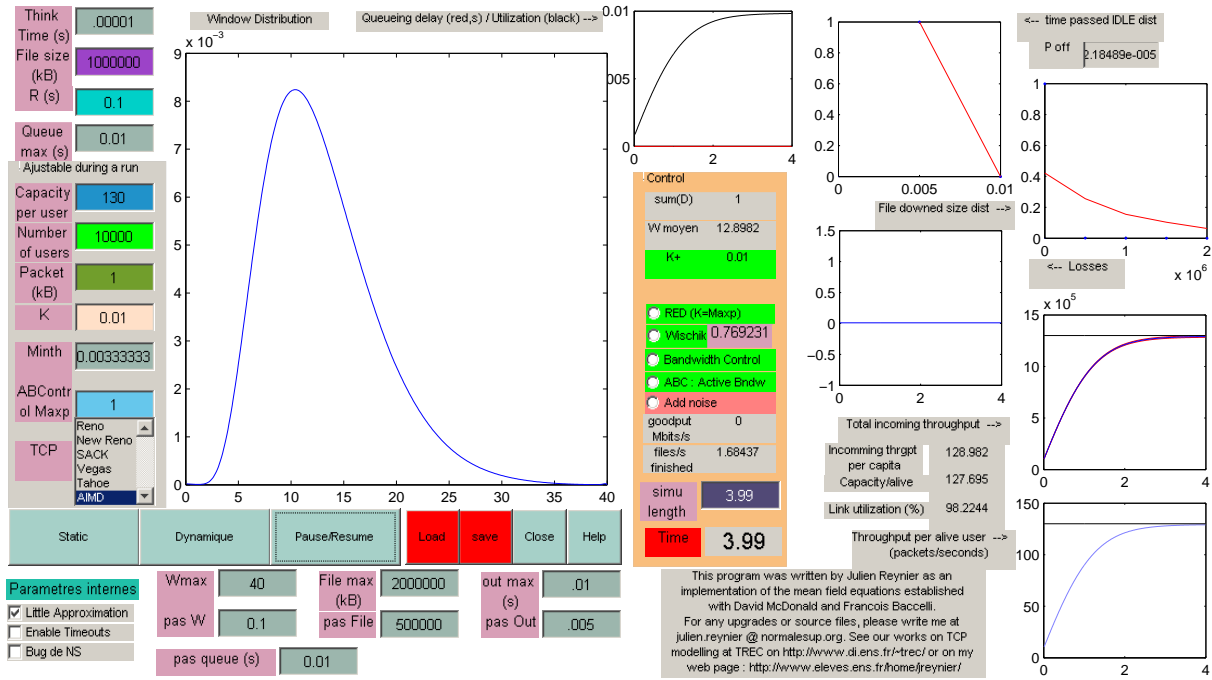 Think Time (s) .00001
File size (kB) 1000000
R (s) 0.1
Queue max (s) 0.01
Ajustable during a run
Capacity per user 130
Number of users 10000
Packet (kB) 1
K 0.01
Minth 0.00333333
ABContr ol Maxp 1
TCP
Reno
New Reno
SACK
Vegas
Tahoe
AIMD
Window Distribution
x 10^-3
9
8
7
6
5
4
3
2
1
0
0 5 10 15 20 25 30 35 40
Queueing delay (red,s) / Utilization (black) -->
0.01
005
0
0 2 4
1
0.8
0.6
0.4
0.2
0
0 0.005 0.01
<-- time passed IDLE dist
P off 2.18489e-005
1
0.8
0.6
0.4
0.2
0
0 0.5 1 1.5 2
x 10^6
File downed size dist -->
1.5
1
0.5
0
-0.5
-1
0 2 4
<-- Losses
x 10^5
15
10
5
0
0 2 4
Control
sum(D) 1
W moyen 12.8982
K+ 0.01
RED (K=Maxp)
Wischik 0.769231
Bandwidth Control
ABC : Active Bndw
Add noise
goodput Mbits/s 0
files/s finished 1.68437
simu length 3.99
Time 3.99
Total incoming throughput -->
Incomming thrgpt per capita 128.982
Capacity/alive 127.695
Link utilization (%) 98.2244
Throughput per alive user -->
(packets/seconds)
150
100
50
0
0 2 4
Static Dynamique Pause/Resume Load save Close Help
Parametres internes
Little Approximation
Enable Timeouts
Bug de NS
Wmax 40
pas W 0.1
File max (kB) 2000000
pas File 500000
out max (s) .01
pas Out .005
pas queue (s) 0.01
This program was written by Julien Reynier as an
implementation of the mean field equations established
with David McDonald and Francois Baccelli.
For any upgrades or source files, please write me at
julien.reynier @ normalesup.org. See our works on TCP
modelling at TREC on http://www.di.ens.fr/~trec/ or on my
web page : http://www.eleves.ens.fr/home/jreynier/